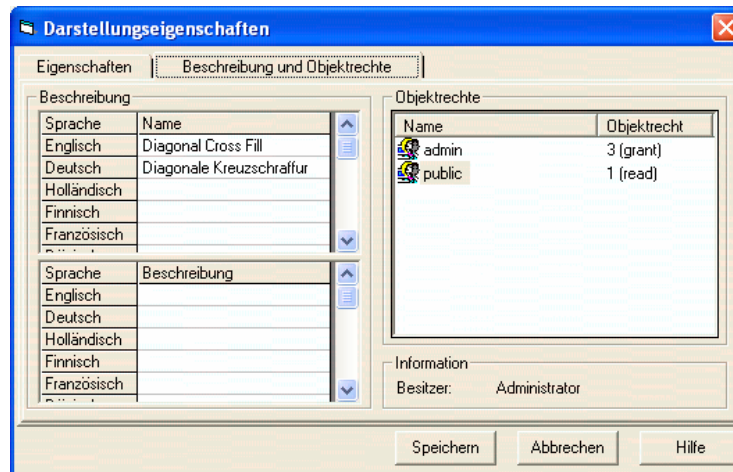 Darstellungseigenschaften
Eigenschaften
Beschreibung und Objektrechte
Beschreibung
Sprache Name
Englisch Diagonal Cross Fill
Deutsch Diagonale Kreuzschraffur
Holländisch
Finnisch
Französisch
Sprache Beschreibung
Englisch
Deutsch
Holländisch
Finnisch
Französisch
Objektrechte
Name Objektrecht
admin 3 (grant)
public 1 (read)
Information
Besitzer: Administrator
Speichern
Abbrechen
Hilfe